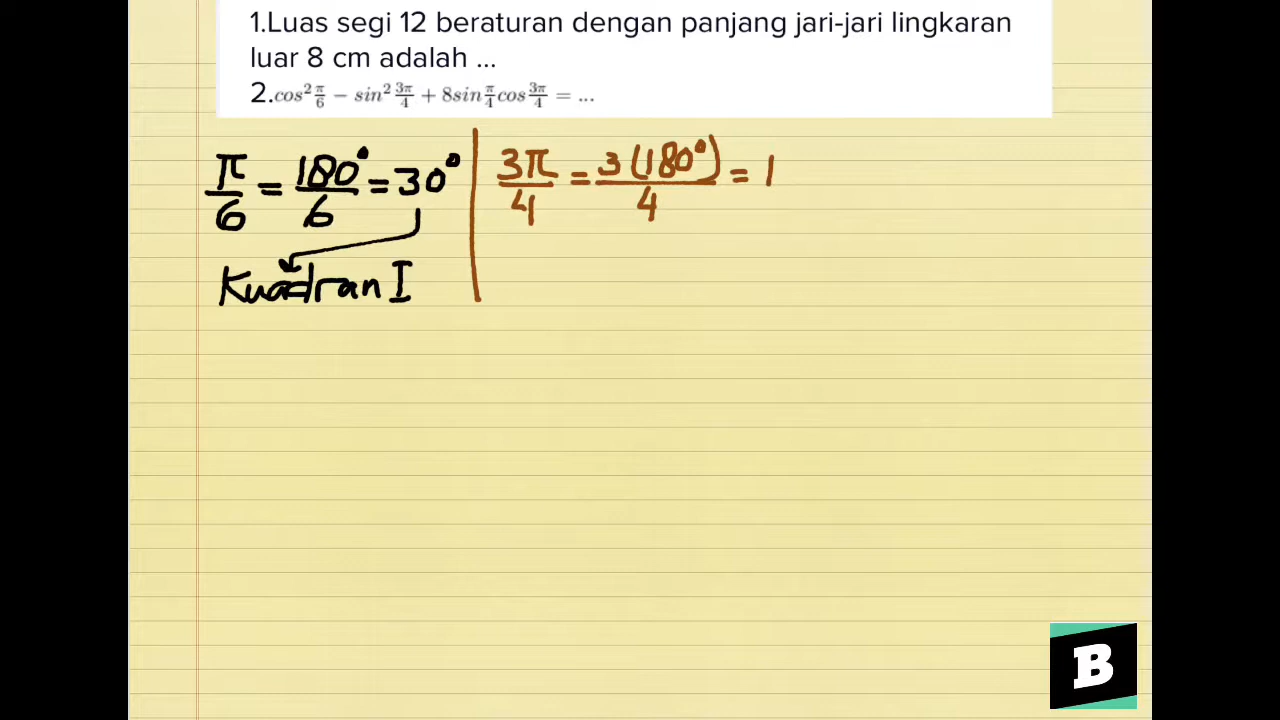 1.Luas segi 12 beraturan dengan panjang jari-jari lingkaran
luar 8 cm adalah ...
2.cos² π/6 − sin² 3π/4 + 8sin π/4 cos 3π/4 = ...
π/6 = 180°/6 = 30°
Kuadran I
3π/4 = 3(180°)/4 = 1
B